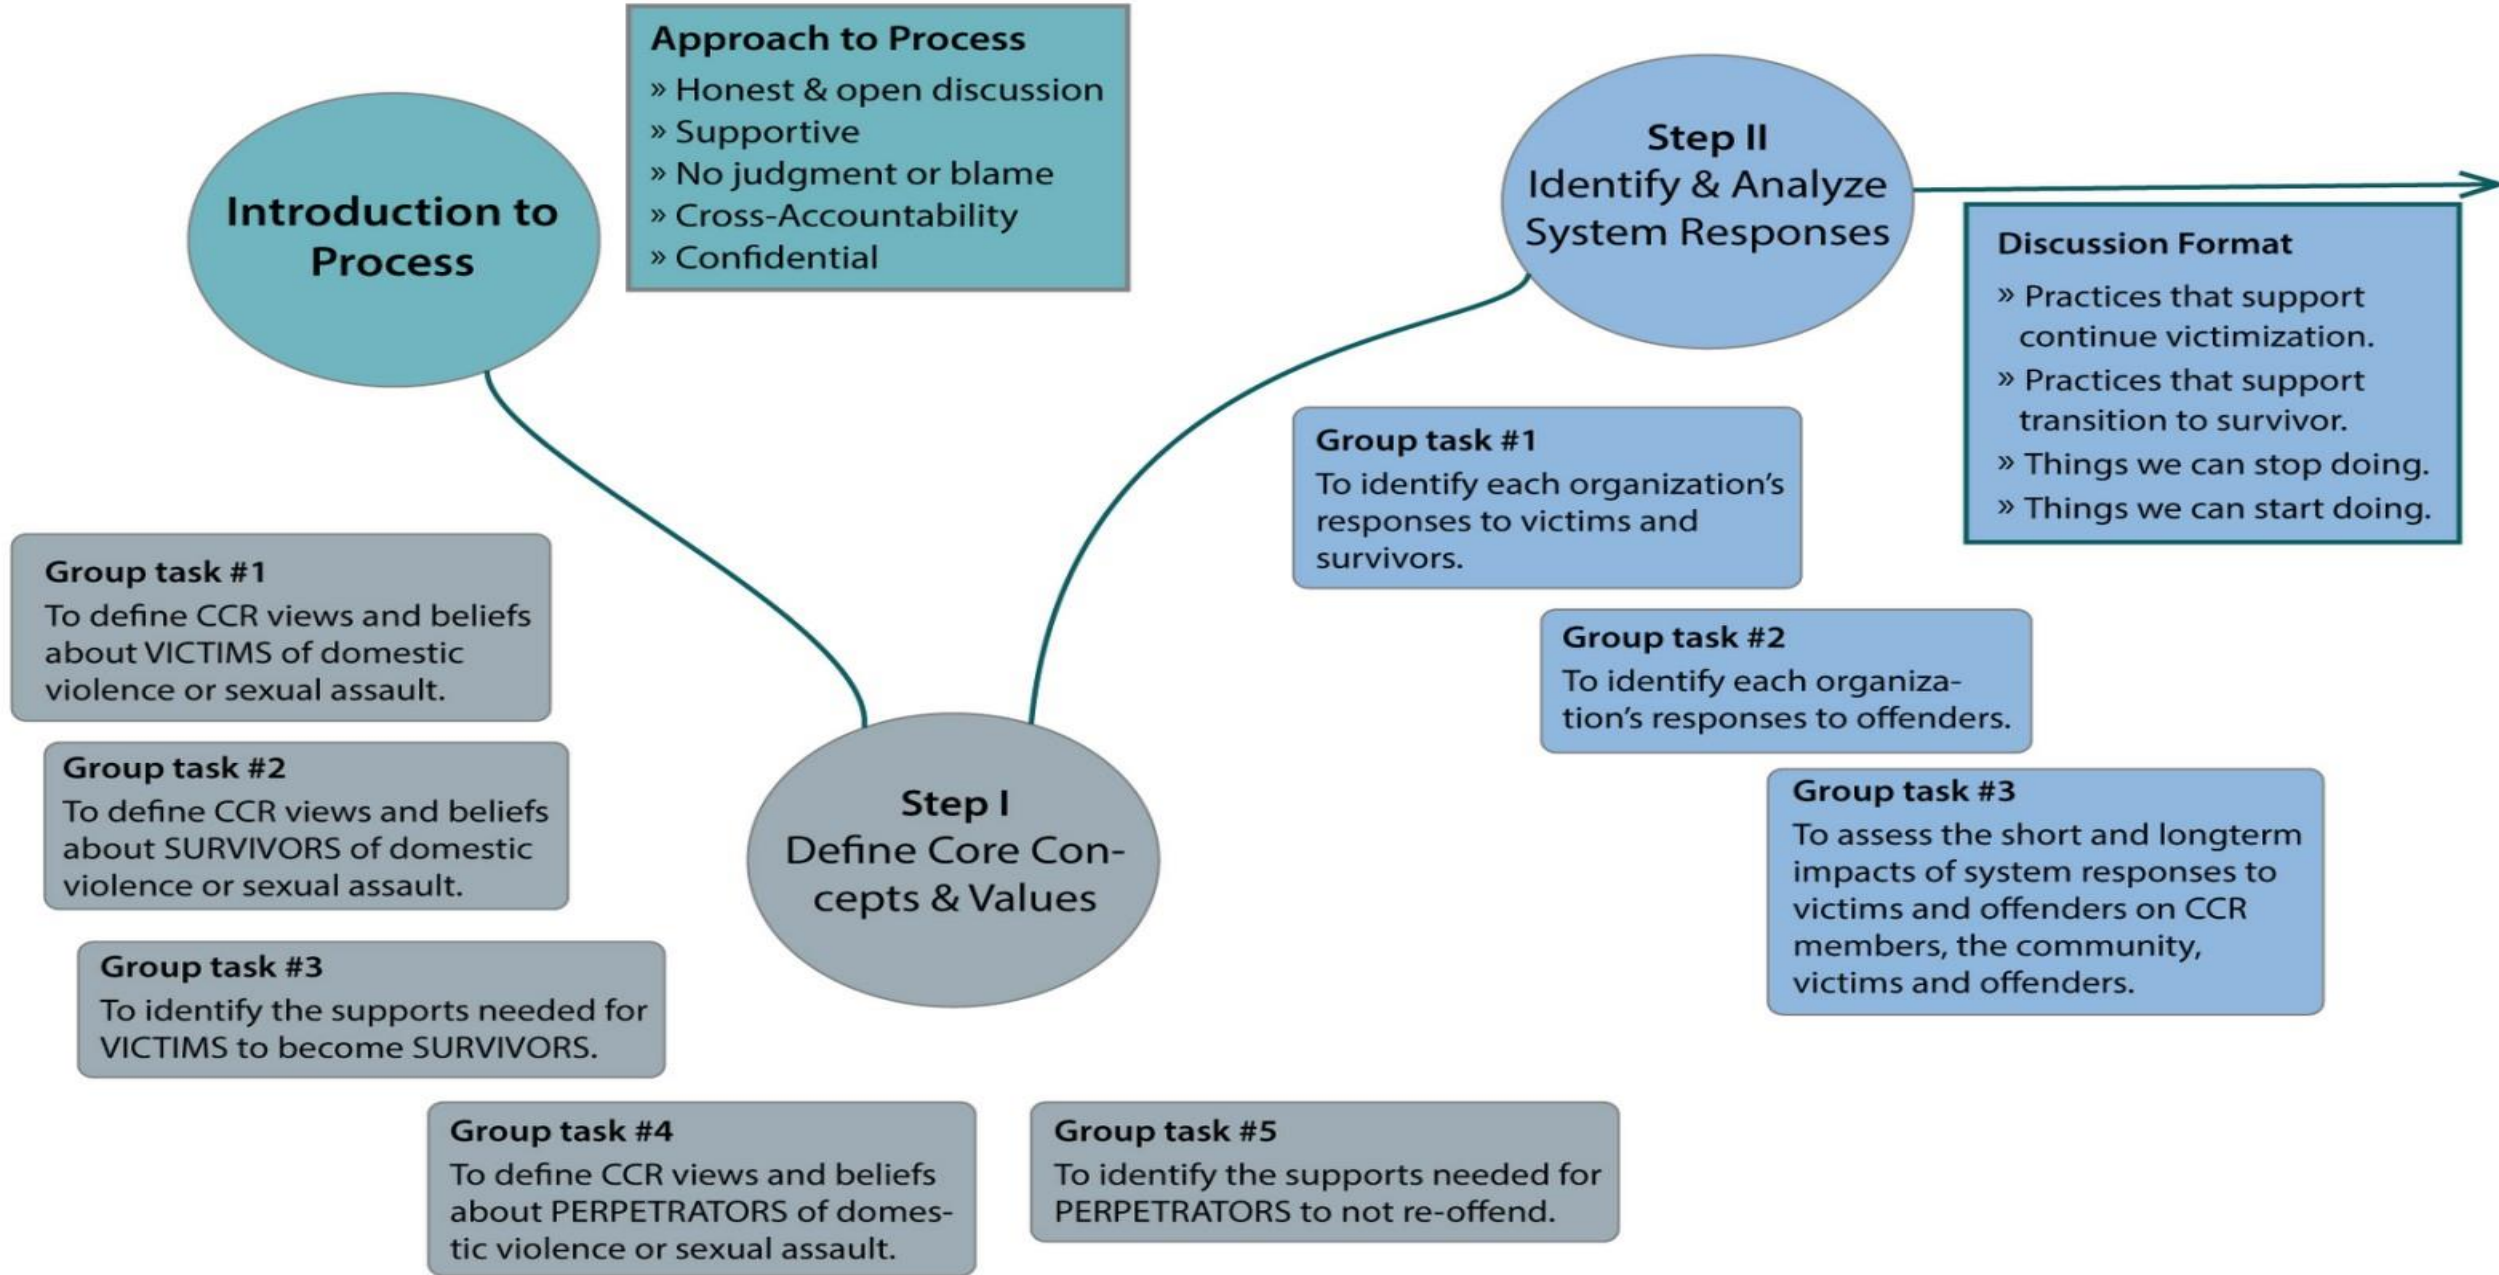 Introduction to
Process
Approach to Process
» Honest & open discussion
» Supportive
» No judgment or blame
» Cross-Accountability
» Confidential
Step I
Define Core Con-
cepts & Values
Group task #1
To define CCR views and beliefs
about VICTIMS of domestic
violence or sexual assault.
Group task #2
To define CCR views and beliefs
about SURVIVORS of domestic
violence or sexual assault.
Group task #3
To identify the supports needed for
VICTIMS to become SURVIVORS.
Group task #4
To define CCR views and beliefs
about PERPETRATORS of domes-
tic violence or sexual assault.
Group task #5
To identify the supports needed for
PERPETRATORS to not re-offend.
Step II
Identify & Analyze
System Responses
Group task #1
To identify each organization’s
responses to victims and
survivors.
Group task #2
To identify each organiza-
tion’s responses to offenders.
Group task #3
To assess the short and longterm
impacts of system responses to
victims and offenders on CCR
members, the community,
victims and offenders.
Discussion Format
» Practices that support
continue victimization.
» Practices that support
transition to survivor.
» Things we can stop doing.
» Things we can start doing.